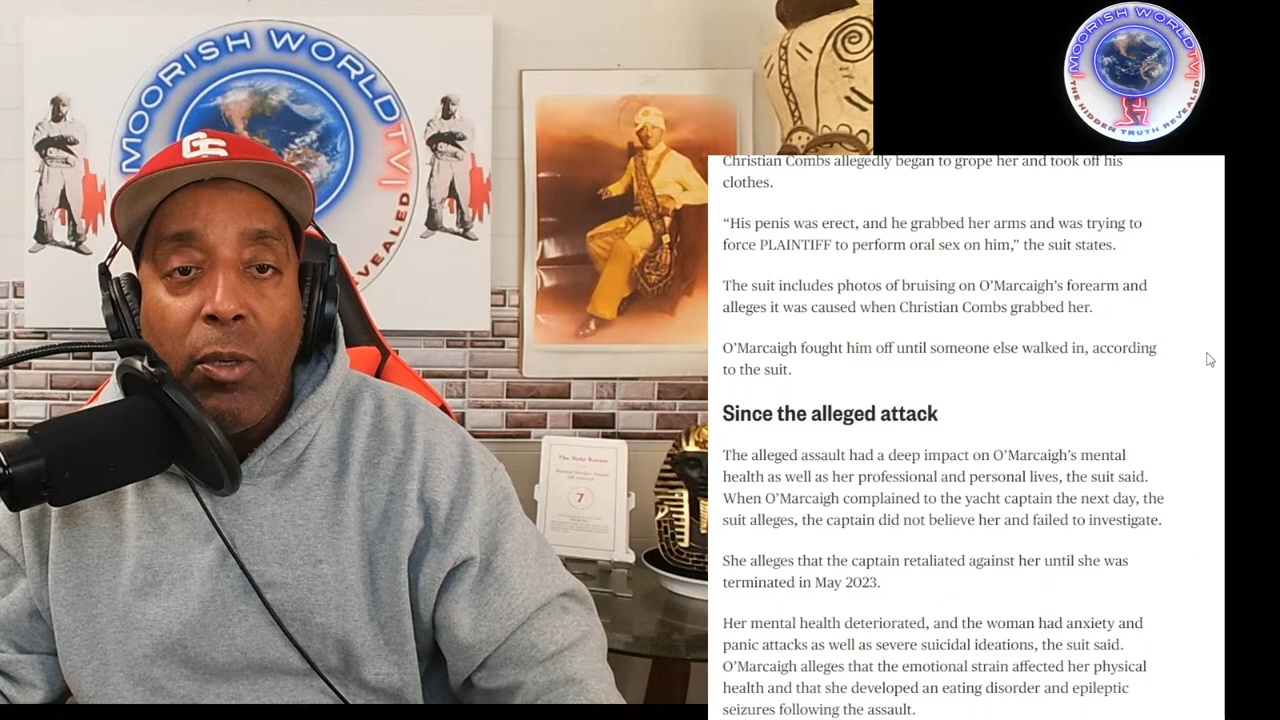 MOORISH WORLD TV
REVEALED
GS
The Holy Koran
7
MOORISH WORLD TV
THE HIDDEN TRUTH REVEALED
Christian Combs allegedly began to grope her and took off his
clothes.
“His penis was erect, and he grabbed her arms and was trying to
force PLAINTIFF to perform oral sex on him,” the suit states.
The suit includes photos of bruising on O’Marcaigh’s forearm and
alleges it was caused when Christian Combs grabbed her.
O’Marcaigh fought him off until someone else walked in, according
to the suit.
Since the alleged attack
The alleged assault had a deep impact on O’Marcaigh’s mental
health as well as her professional and personal lives, the suit said.
When O’Marcaigh complained to the yacht captain the next day, the
suit alleges, the captain did not believe her and failed to investigate.
She alleges that the captain retaliated against her until she was
terminated in May 2023.
Her mental health deteriorated, and the woman had anxiety and
panic attacks as well as severe suicidal ideations, the suit said.
O’Marcaigh alleges that the emotional strain affected her physical
health and that she developed an eating disorder and epileptic
seizures following the assault.